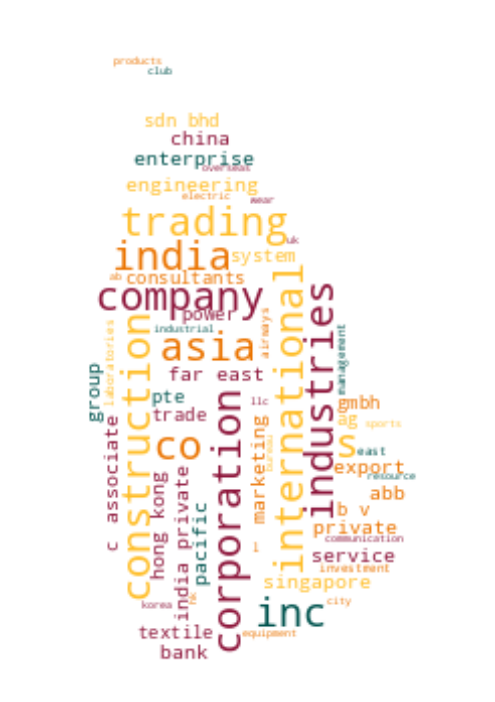 products
club
sdn bhd
china
enterprise
overseas
engineering
electric
wear
trading
uk
india
system
ab
consultants
company
power
industrial
airways
asia
laboratories
construction
international
industries
management
far east
group
pte
llc
gmbh
trade
ag
sports
associate
co
corporation
marketing
bureau
s
east
export
resource
hong kong
india private
pacific
abb
b v
private
communication
c
l
service
investment
singapore
hk
korea
inc
city
textile
equipment
bank